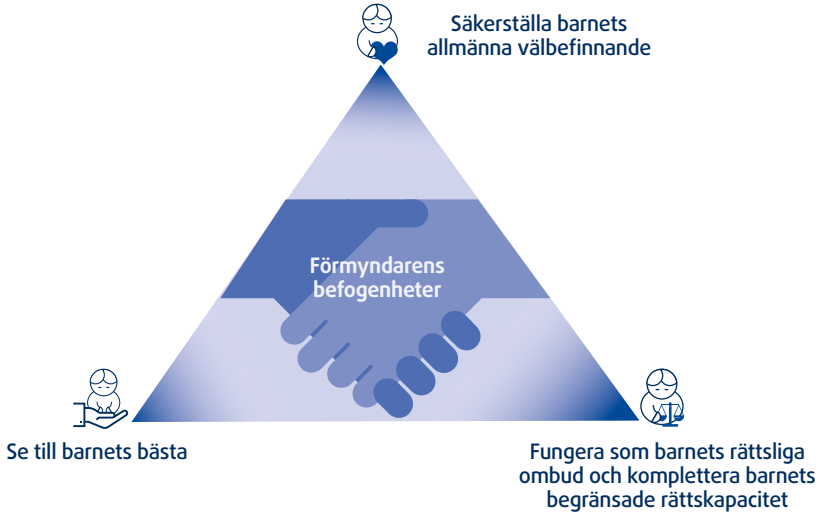 Säkerställa barnets
allmänna välbefinnande
Förmyndarens
befogenheter
Se till barnets bästa
Fungera som barnets rättsliga
ombud och komplettera barnets
begränsade rättskapacitet